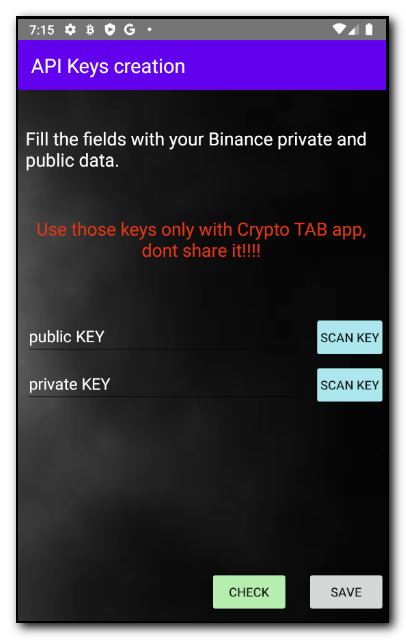 7:15
API Keys creation
Fill the fields with your Binance private and
public data.
Use those keys only with Crypto TAB app,
dont share it!!!!
public KEY
SCAN KEY
private KEY
SCAN KEY
CHECK
SAVE